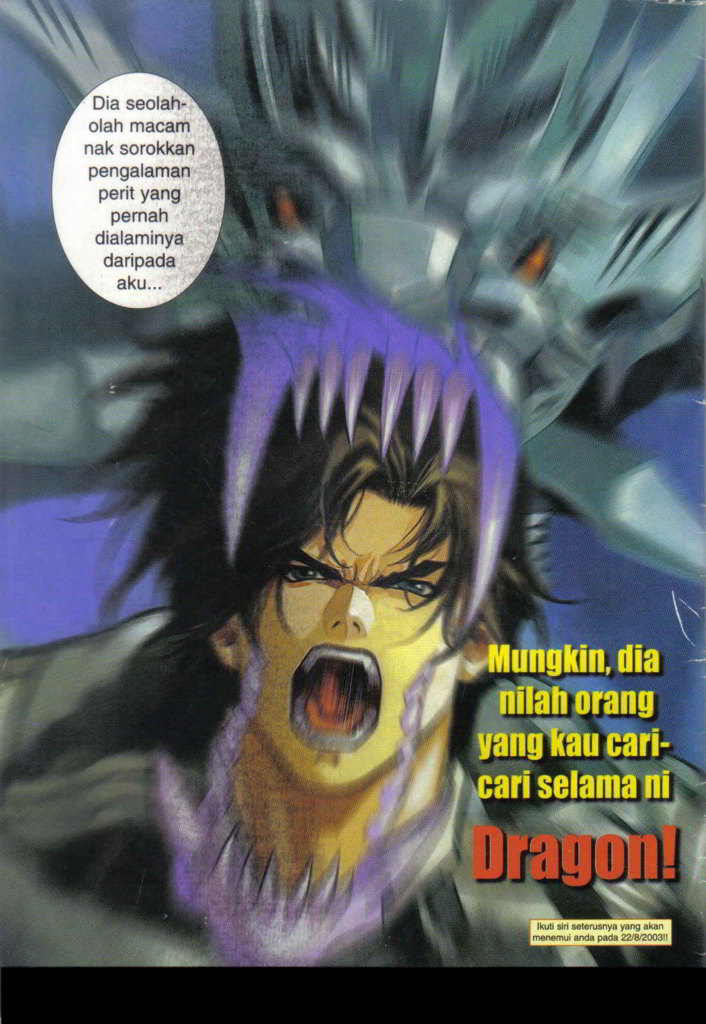 Dia seolah-
olah macam
nak sorokkan
pengalaman
perit yang
pernah
dialaminya
daripada
aku...
Mungkin, dia
nilah orang
yang kau cari-
cari selama ni
Dragon!
Ikuti siri seterusnya yang akan
menemui anda pada 22/8/2003!!